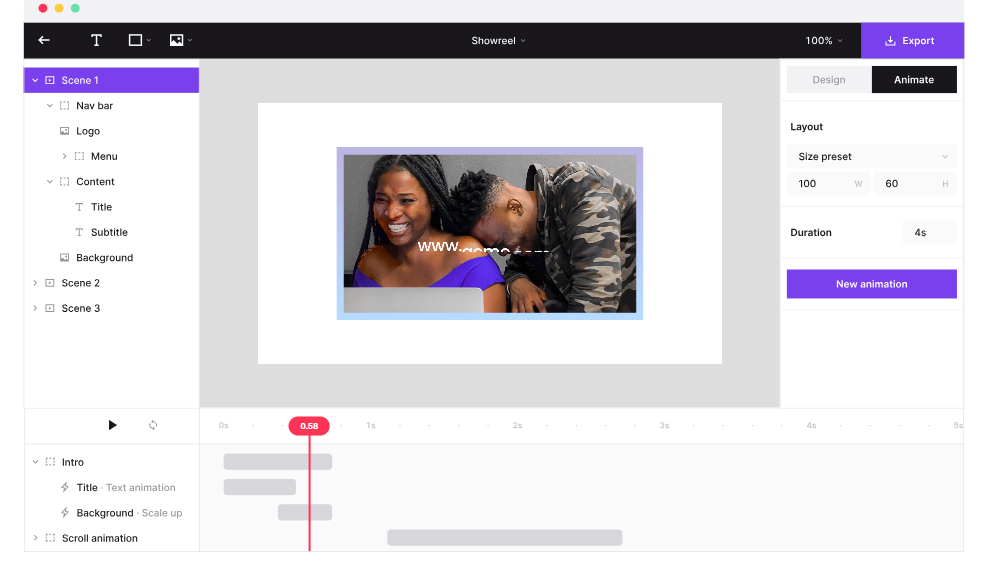 Showreel
100%
Export
Scene 1
Nav bar
Logo
Menu
Content
Title
Subtitle
Background
Scene 2
Scene 3
www.acme.com
Design
Animate
Layout
Size preset
100 W 60 H
Duration 4s
New animation
0s 0.58 1s 2s 3s 4s 5s
Intro
Title · Text animation
Background · Scale up
Scroll animation